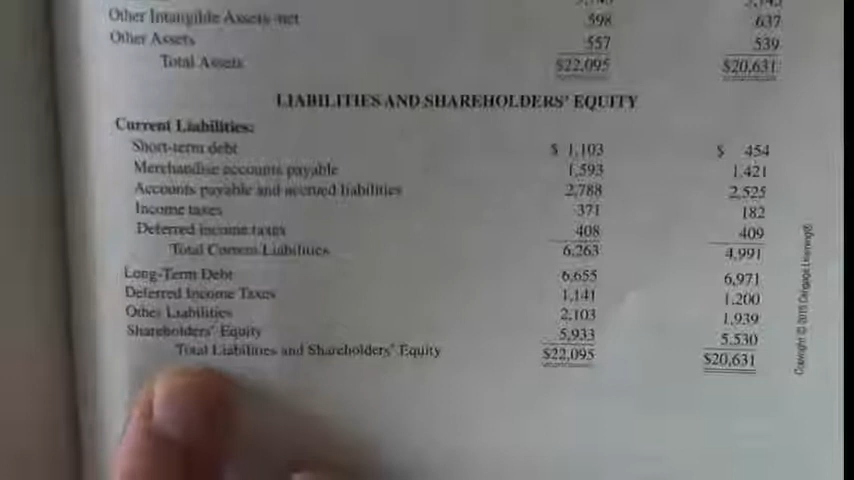 Other Intangible Assets-net 598 637
Other Assets 557 539
Total Assets $22,095 $20,631
LIABILITIES AND SHAREHOLDERS' EQUITY
Current Liabilities:
Short-term debt $ 1,103 $ 454
Merchandise accounts payable 1,593 1,421
Accounts payable and accrued liabilities 2,788 2,525
Income taxes 371 182
Deferred income taxes 408 409
Total Current Liabilities 6,263 4,991
Long-Term Debt 6,655 6,971
Deferred Income Taxes 1,141 1,200
Other Liabilities 2,103 1,939
Shareholders' Equity 5,933 5,530
Total Liabilities and Shareholders' Equity $22,095 $20,631
Copyright © 2015 Cengage Learning®